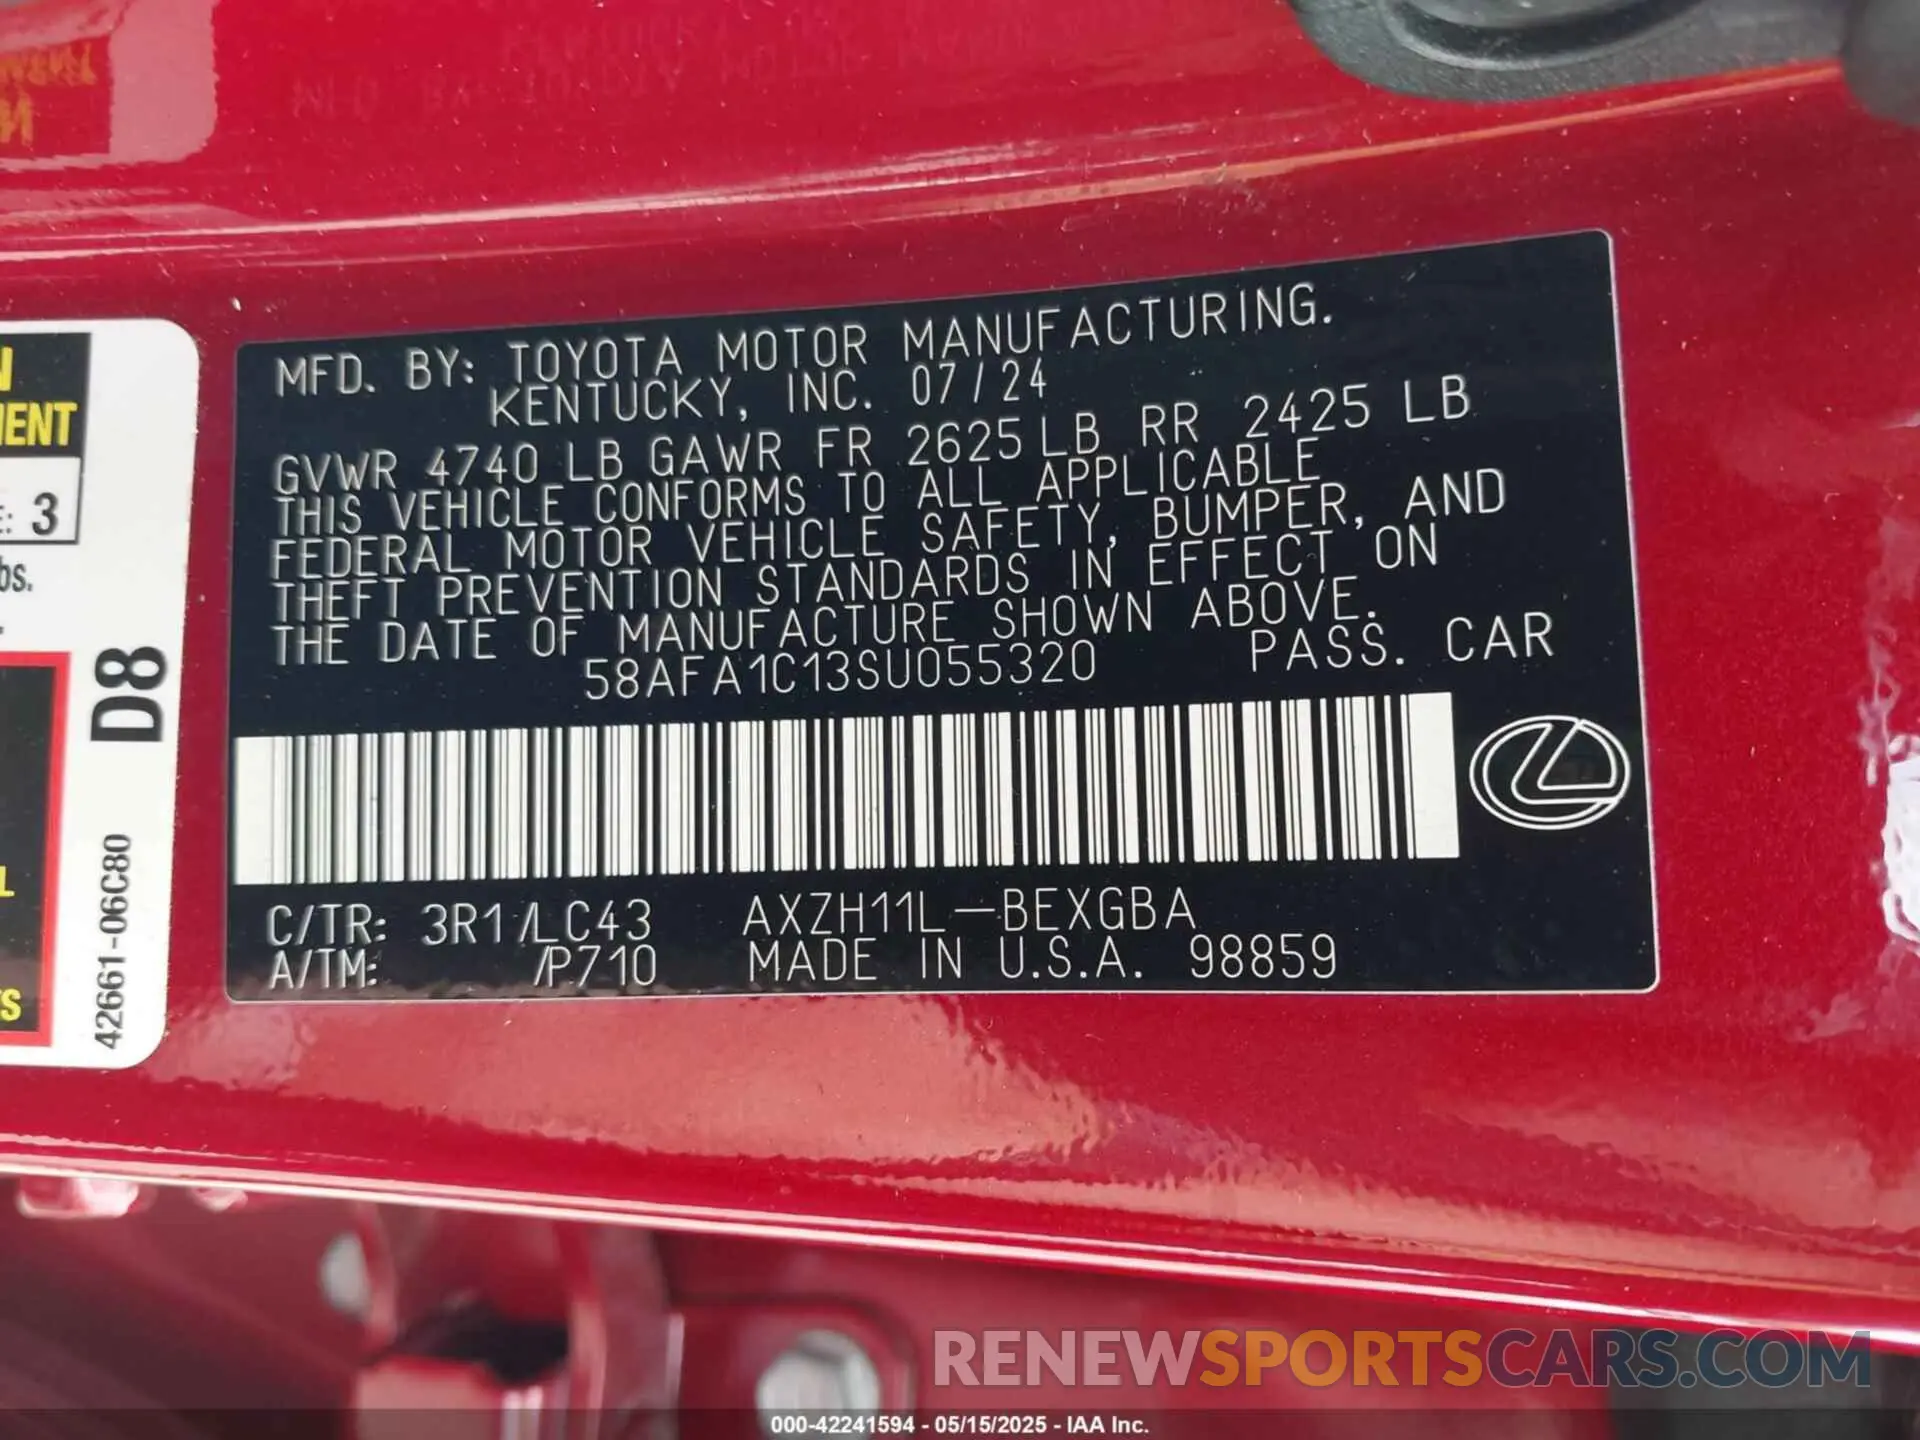 MFD. BY: TOYOTA MOTOR MANUFACTURING.
KENTUCKY, INC. 07/24
GVWR 4740 LB GAWR FR 2625 LB RR 2425 LB
THIS VEHICLE CONFORMS TO ALL APPLICABLE
FEDERAL MOTOR VEHICLE SAFETY, BUMPER, AND
THEFT PREVENTION STANDARDS IN EFFECT ON
THE DATE OF MANUFACTURE SHOWN ABOVE.
58AFA1C13SU055320 PASS. CAR
C/TR: 3R1/LC43 AXZH11L-BEXGBA
A/TM: /P710 MADE IN U.S.A. 98859
3
D8
42661-06C80
RENEWSPORTSCARS.COM
000-42241594 - 05/15/2025 - IAA Inc.